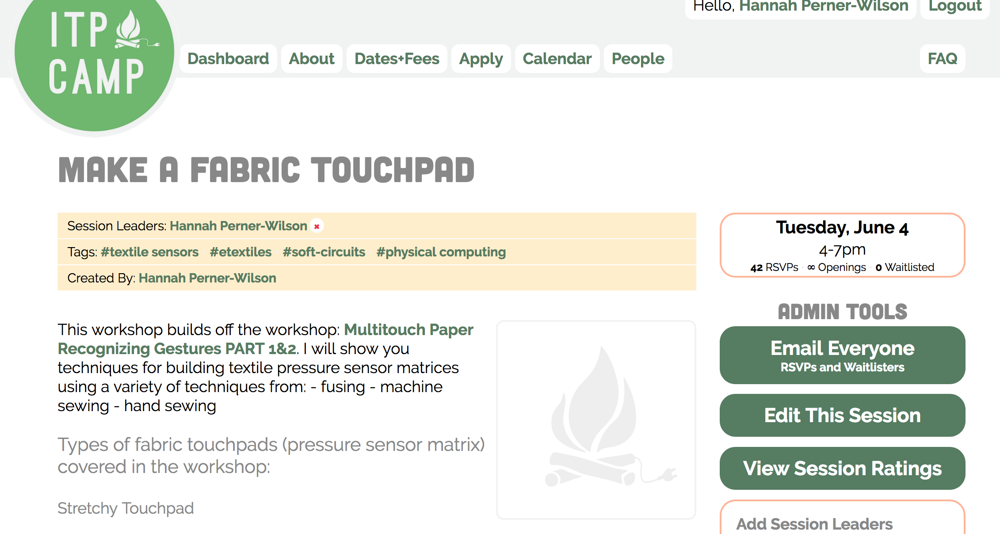 Hello, Hannah Perner-Wilson
Logout
ITP
CAMP
Dashboard
About
Dates+Fees
Apply
Calendar
People
FAQ
MAKE A FABRIC TOUCHPAD
Session Leaders: Hannah Perner-Wilson ×
Tags: #textile sensors · #etextiles · #soft-circuits · #physical computing
Created By: Hannah Perner-Wilson
This workshop builds off the workshop: Multitouch Paper
Recognizing Gestures PART 1&2. I will show you
techniques for building textile pressure sensor matrices
using a variety of techniques from: - fusing - machine
sewing - hand sewing
Types of fabric touchpads (pressure sensor matrix)
covered in the workshop:
Stretchy Touchpad
Tuesday, June 4
4-7pm
42 RSVPs · ∞ Openings · 0 Waitlisted
ADMIN TOOLS
Email Everyone
RSVPs and Waitlisters
Edit This Session
View Session Ratings
Add Session Leaders